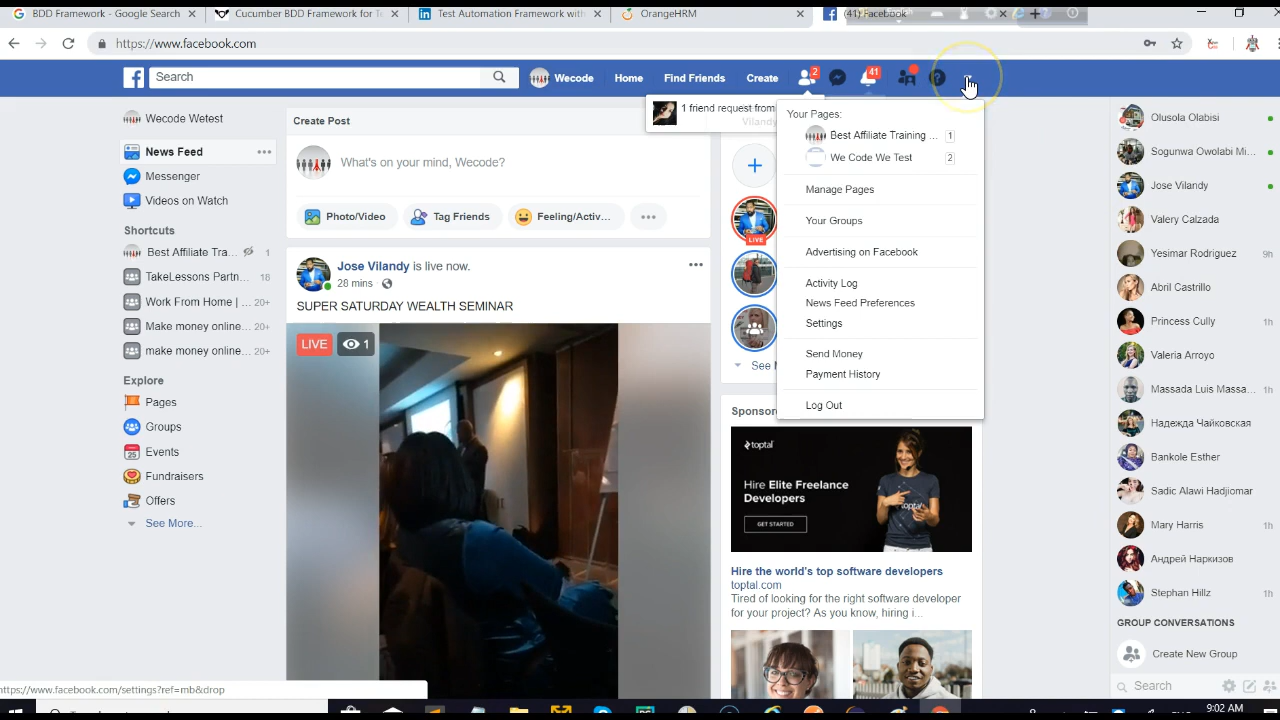 BDD Framework - Google Search
Cucumber BDD Framework for Te
Test Automation Framework with
OrangeHRM
(41) Facebook
https://www.facebook.com
Search
Wecode
Home
Find Friends
Create
2
41
1 friend request from
Vilandy
Wecode Wetest
News Feed
Messenger
Videos on Watch
Shortcuts
Best Affiliate Tra... 1
TakeLessons Partn... 18
Work From Home | ... 20+
Make money online... 20+
make money online... 20+
Explore
Pages
Groups
Events
Fundraisers
Offers
See More...
Create Post
What's on your mind, Wecode?
Photo/Video
Tag Friends
Feeling/Activ...
Jose Vilandy is live now.
28 mins
SUPER SATURDAY WEALTH SEMINAR
LIVE
1
LIVE
See
Your Pages:
Best Affiliate Training ... 1
We Code We Test 2
Manage Pages
Your Groups
Advertising on Facebook
Activity Log
News Feed Preferences
Settings
Send Money
Payment History
Log Out
Sponsor
toptal
Hire Elite Freelance
Developers
GET STARTED
toptal
Hire the world's top software developers
toptal.com
Tired of looking for the right software developer
for your project? As you know, hiring i...
Olusola Olabisi
Sogunwa Owolabi Mi...
Jose Vilandy
Valery Calzada
Yesimar Rodriguez 9h
Abril Castrillo
Princess Cully 1h
Valeria Arroyo
Massada Luis Massa... 1h
Надежда Чайковская
Bankole Esther
Sadic Alawi Hadjimor
Mary Harris 1h
Андрей Наркизов
Stephan Hillz 1h
GROUP CONVERSATIONS
Create New Group
Search
https://www.facebook.com/settings?ref=mb&drop
9:02 AM